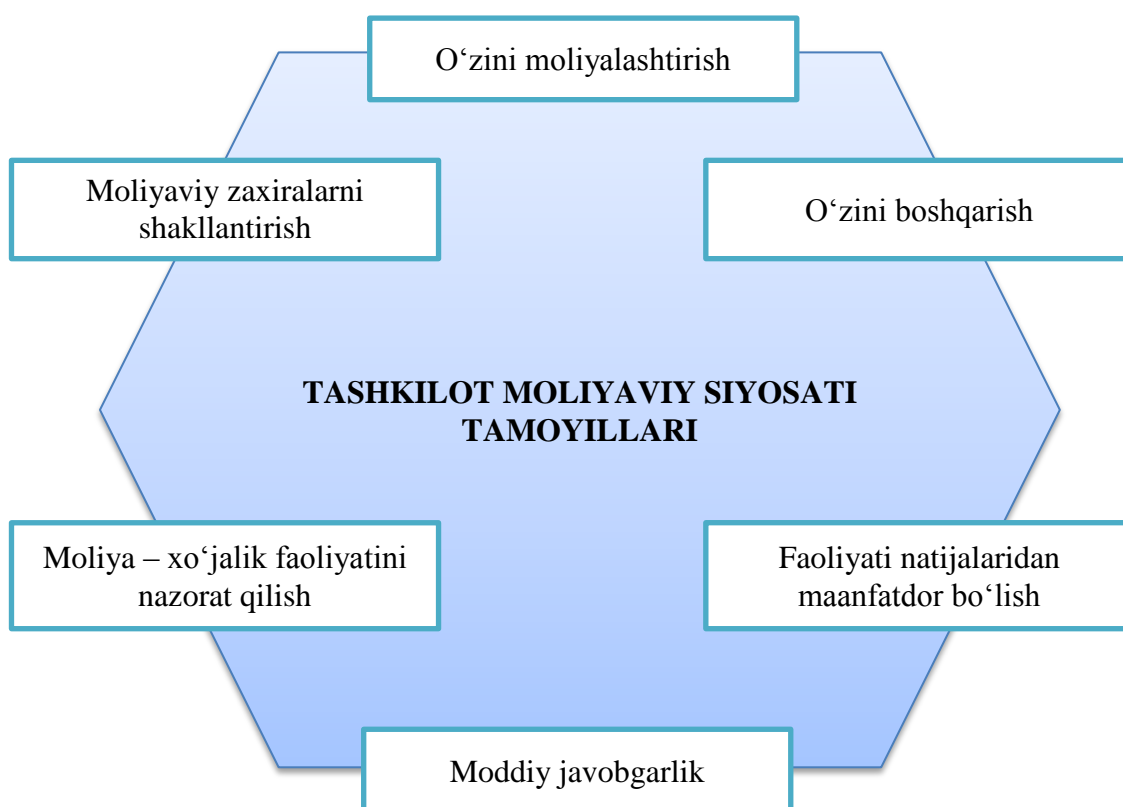 O‘zini moliyalashtirish
Moliyaviy zaxiralarni
shakllantirish
O‘zini boshqarish
TASHKILOT MOLIYAVIY SIYOSATI
TAMOYILLARI
Moliya – xo‘jalik faoliyatini
nazorat qilish
Faoliyati natijalaridan
maanfatdor bo‘lish
Moddiy javobgarlik